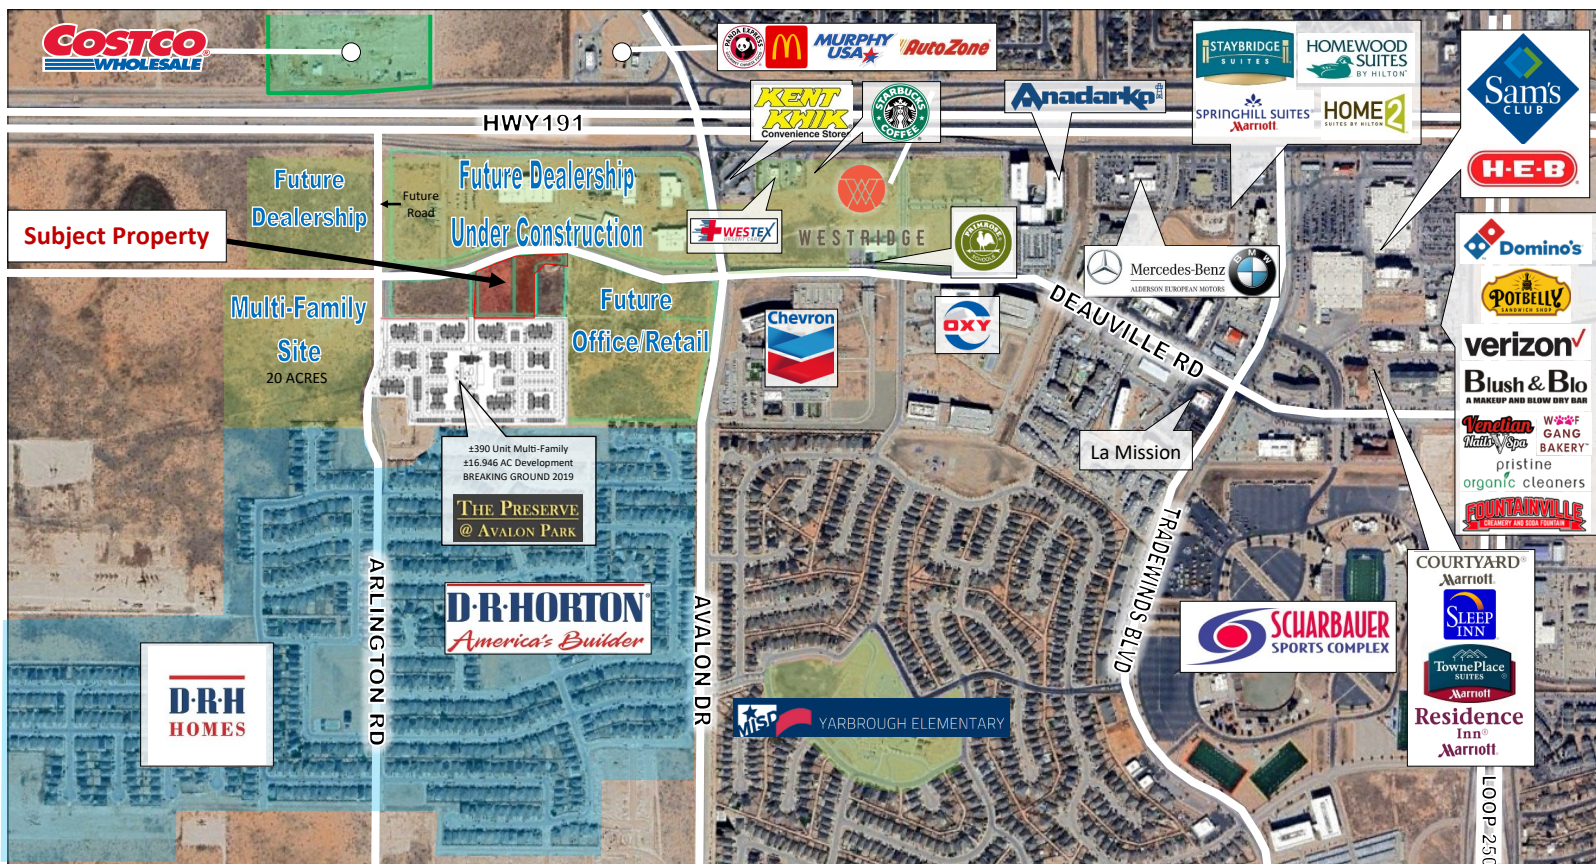 COSTCO
WHOLESALE
PANDA EXPRESS
MURPHY
USA
AutoZone
STAYBRIDGE
SUITES
HOMEWOOD
SUITES
BY HILTON
SPRINGHILL SUITES
Marriott
HOME2
SUITES BY HILTON
Sam's
CLUB
H-E-B
KENT
KWIK
Convenience Store
STARBUCKS
COFFEE
Anadarko
HWY191
Future
Dealership
Future
Road
Future Dealership
Under Construction
Subject Property
WESTEX
URGENT CARE
WESTRIDGE
PRIMROSE
SCHOOLS
Mercedes-Benz
ALDERSON EUROPEAN MOTORS
BMW
Domino's
POTBELLY
SANDWICH SHOP
verizon
Blush & Blo
A MAKEUP AND BLOW DRY BAR
Venetian
Nails Spa
WOOF
GANG
BAKERY
pristine
organic cleaners
FOUNTAINVILLE
CREAMERY AND SODA FOUNTAIN
Multi-Family
Site
20 ACRES
Future
Office/Retail
Chevron
OXY
DEAUVILLE RD
La Mission
±390 Unit Multi-Family
±16.946 AC Development
BREAKING GROUND 2019
THE PRESERVE
@ AVALON PARK
ARLINGTON RD
D·R·HORTON
America's Builder
AVALON DR
TRADEWINDS BLVD
SCHARBAUER
SPORTS COMPLEX
COURTYARD
Marriott
SLEEP
INN
TownePlace
SUITES
Marriott
Residence
Inn
Marriott
D·R·H
HOMES
MISD
YARBROUGH ELEMENTARY
LOOP 250